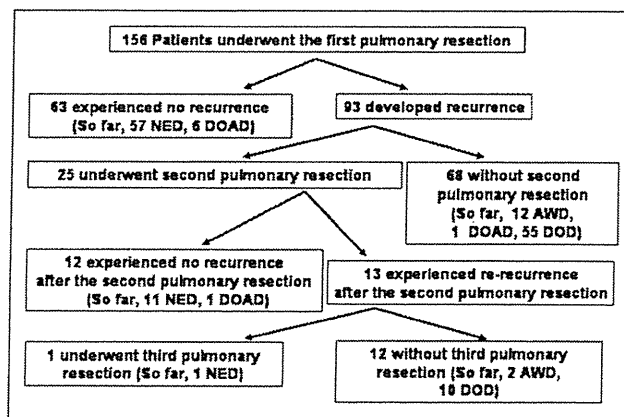 156 Patients underwent the first pulmonary resection
63 experienced no recurrence
(So far, 57 NED, 6 DOAD)
93 developed recurrence
25 underwent second pulmonary resection
68 without second
pulmonary resection
(So far, 12 AWD,
1 DOAD, 55 DOD)
12 experienced no recurrence
after the second pulmonary resection
(So far, 11 NED, 1 DOAD)
13 experienced re-recurrence
after the second pulmonary resection
1 underwent third pulmonary
resection (So far, 1 NED)
12 without third pulmonary
resection (So far, 2 AWD,
10 DOD)